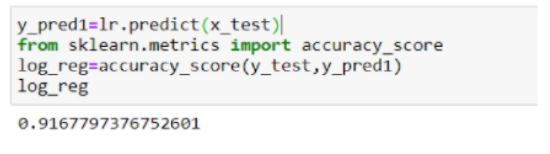 y_pred1=lr.predict(x_test)
from sklearn.metrics import accuracy_score
log_reg=accuracy_score(y_test,y_pred1)
log_reg
0.9167797376752601